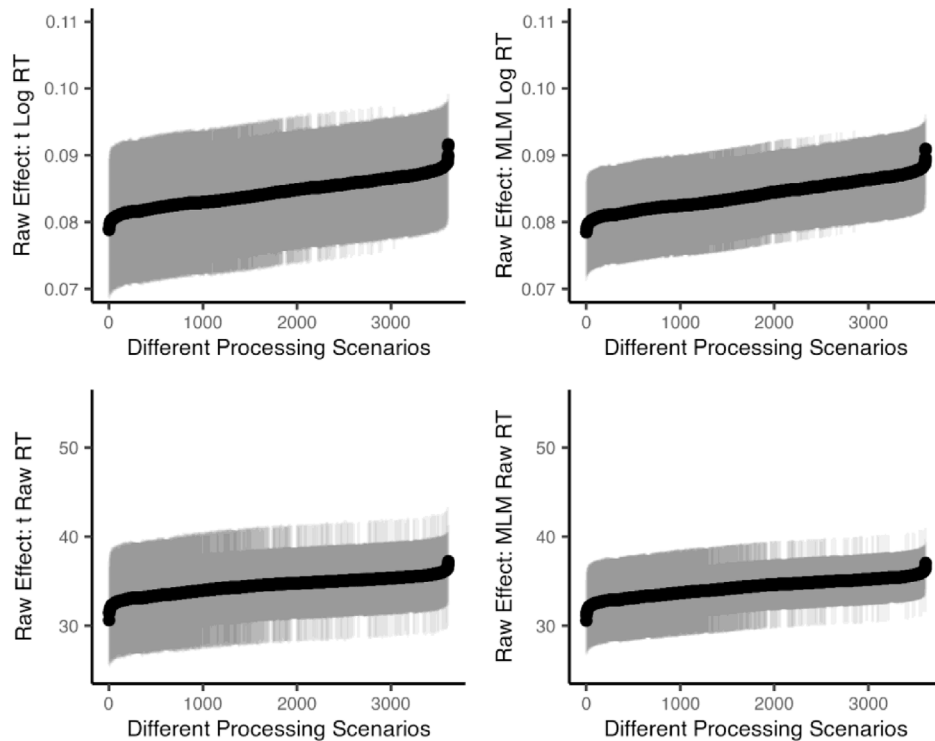 Raw Effect: t Log RT
0.11
0.10
0.09
0.08
0.07
0 1000 2000 3000
Different Processing Scenarios
Raw Effect: MLM Log RT
0.11
0.10
0.09
0.08
0.07
0 1000 2000 3000
Different Processing Scenarios
Raw Effect: t Raw RT
50
40
30
0 1000 2000 3000
Different Processing Scenarios
Raw Effect: MLM Raw RT
50
40
30
0 1000 2000 3000
Different Processing Scenarios